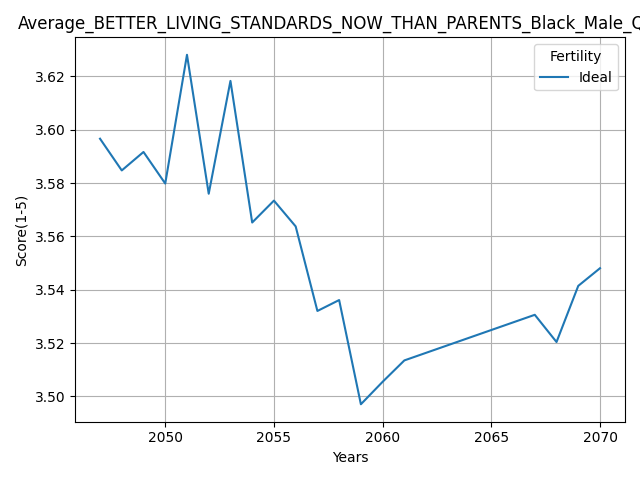 Average_BETTER_LIVING_STANDARDS_NOW_THAN_PARENTS_Black_Male_Q
Fertility
Ideal
3.62
3.60
3.58
3.56
3.54
3.52
3.50
Score(1-5)
2050 2055 2060 2065 2070
Years